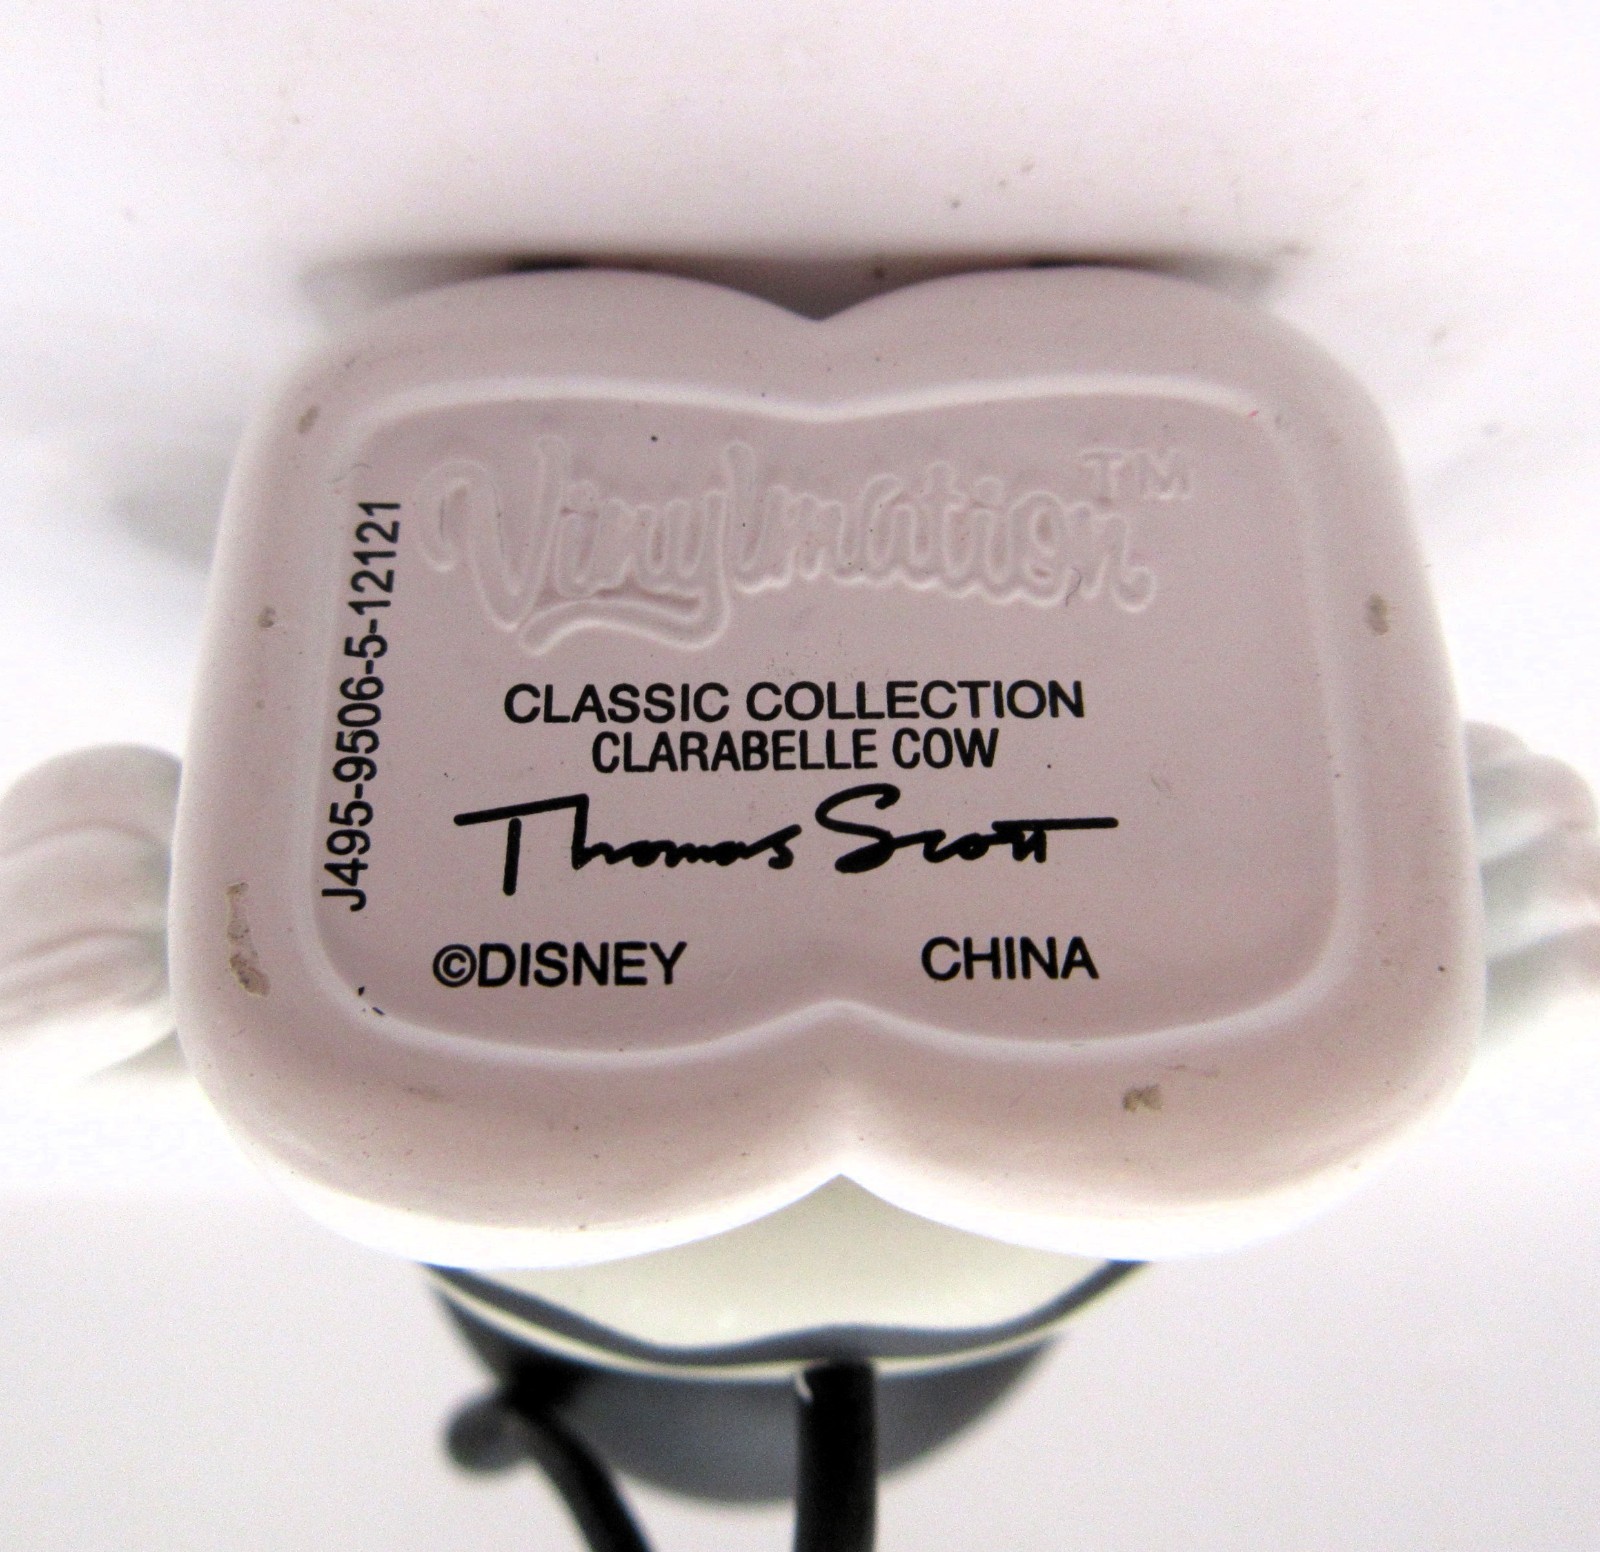 Vinylmation™
CLASSIC COLLECTION
CLARABELLE COW
Thomas Scott
©DISNEY CHINA
J495-9506-5-12121